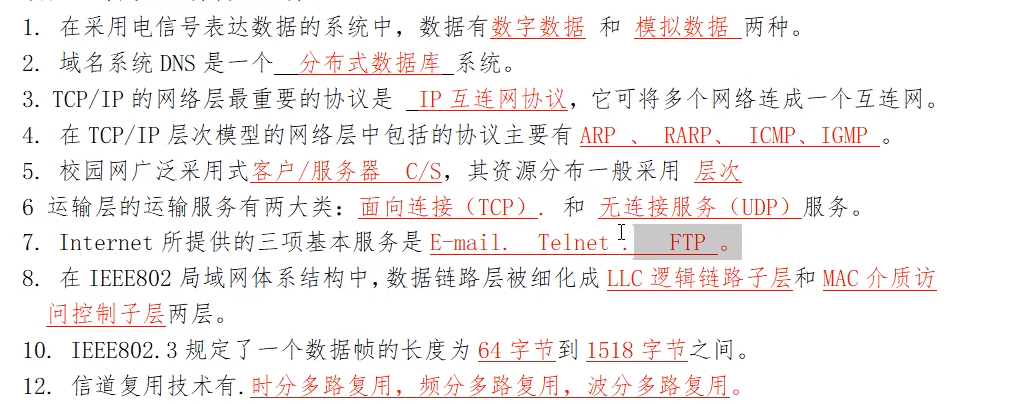 1. 在采用电信号表达数据的系统中，数据有数字数据 和 模拟数据 两种。
2. 域名系统 DNS 是一个 分布式数据库 系统。
3. TCP/IP 的网络层最重要的协议是 IP 互连网协议，它可将多个网络连成一个互连网。
4. 在 TCP/IP 层次模型的网络层中包括的协议主要有 ARP 、 RARP、 ICMP、IGMP 。
5. 校园网广泛采用式客户/服务器 C/S，其资源分布一般采用 层次
6 运输层的运输服务有两大类：面向连接（TCP）. 和 无连接服务（UDP）服务。
7. Internet 所提供的三项基本服务是 E-mail. Telnet . FTP 。
8. 在 IEEE802 局域网体系结构中，数据链路层被细化成 LLC 逻辑链路子层和 MAC 介质访
问控制子层两层。
10. IEEE802.3 规定了一个数据帧的长度为 64 字节到 1518 字节之间。
12. 信道复用技术有.时分多路复用，频分多路复用，波分多路复用。